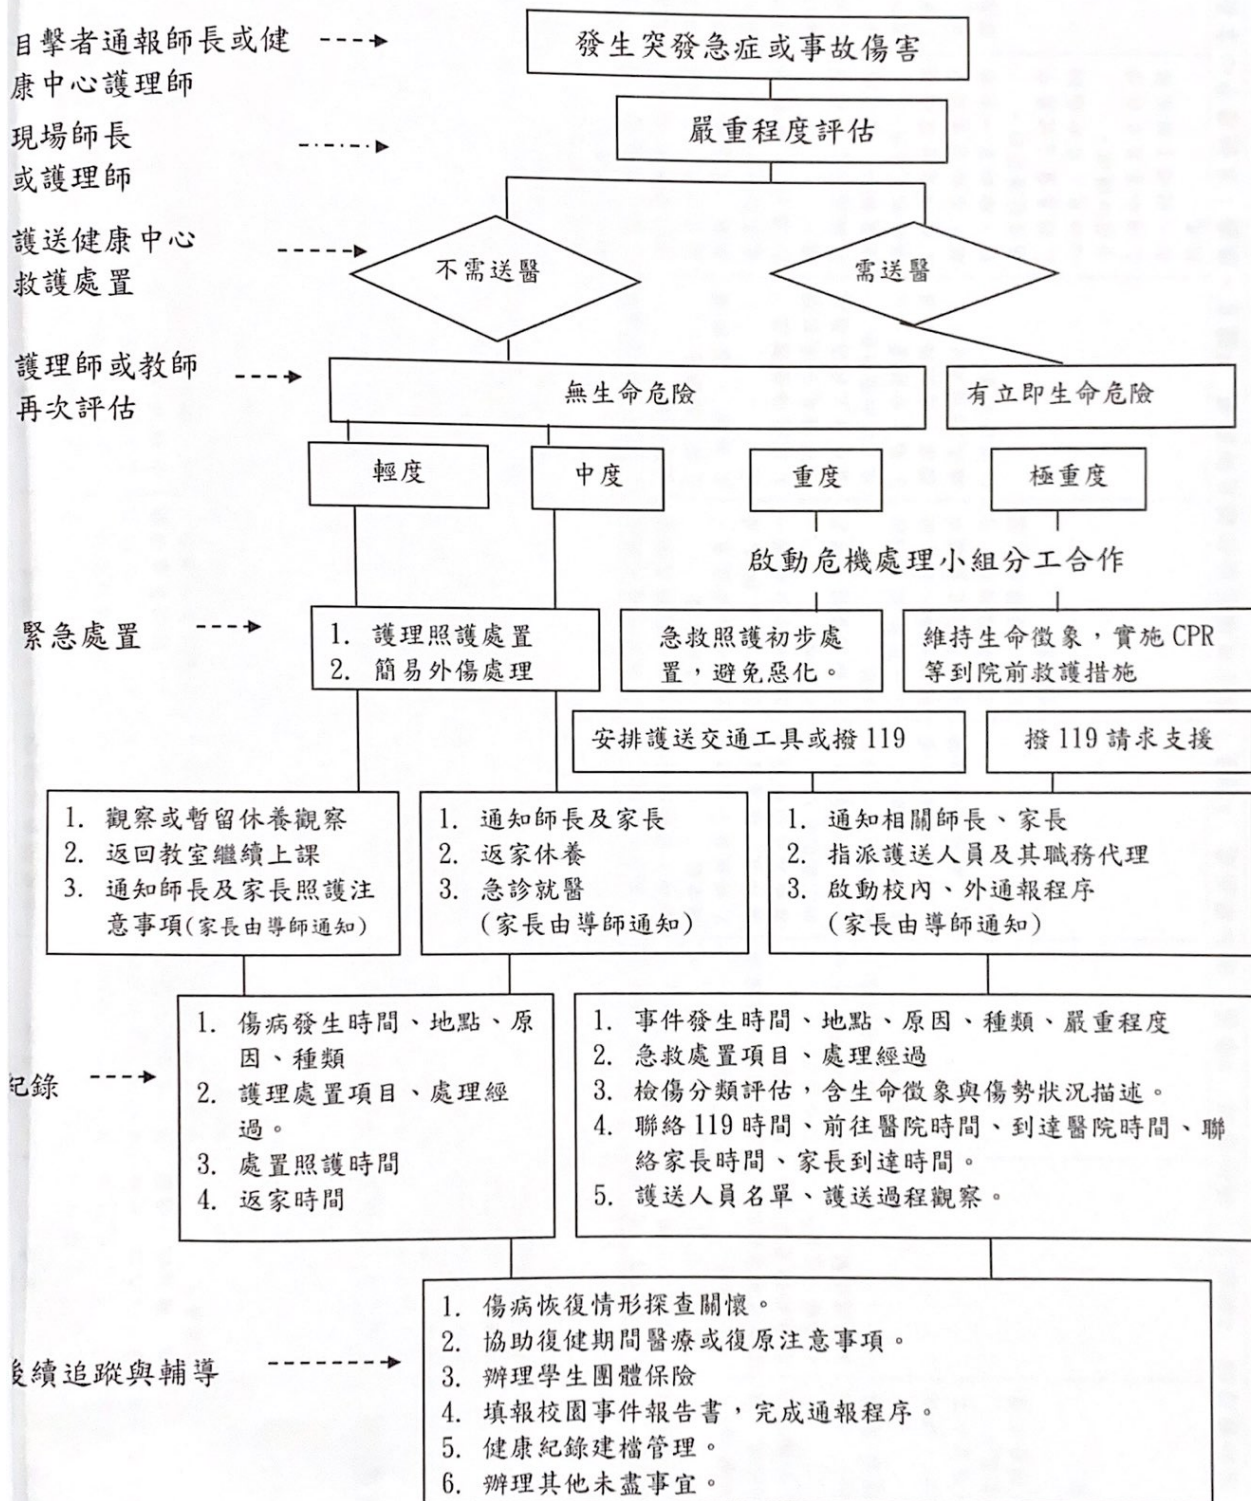 目擊者通報師長或健
康中心護理師
發生突發急症或事故傷害
現場師長
或護理師
嚴重程度評估
護送健康中心
救護處置
不需送醫
需送醫
護理師或教師
再次評估
無生命危險
有立即生命危險
輕度
中度
重度
極重度
啟動危機處理小組分工合作
緊急處置
1. 護理照護處置
2. 簡易外傷處理
急救照護初步處
置，避免惡化。
維持生命徵象，實施 CPR
等到院前救護措施
安排護送交通工具或撥 119
撥 119 請求支援
1. 觀察或暫留休養觀察
2. 返回教室繼續上課
3. 通知師長及家長照護注
意事項(家長由導師通知)
1. 通知師長及家長
2. 返家休養
3. 急診就醫
(家長由導師通知)
1. 通知相關師長、家長
2. 指派護送人員及其職務代理
3. 啟動校內、外通報程序
(家長由導師通知)
紀錄
1. 傷病發生時間、地點、原
因、種類
2. 護理處置項目、處理經
過。
3. 處置照護時間
4. 返家時間
1. 事件發生時間、地點、原因、種類、嚴重程度
2. 急救處置項目、處理經過
3. 檢傷分類評估，含生命徵象與傷勢狀況描述。
4. 聯絡 119 時間、前往醫院時間、到達醫院時間、聯
絡家長時間、家長到達時間。
5. 護送人員名單、護送過程觀察。
後續追蹤與輔導
1. 傷病恢復情形探查關懷。
2. 協助復健期間醫療或復原注意事項。
3. 辦理學生團體保險
4. 填報校園事件報告書，完成通報程序。
5. 健康紀錄建檔管理。
6. 辦理其他未盡事宜。